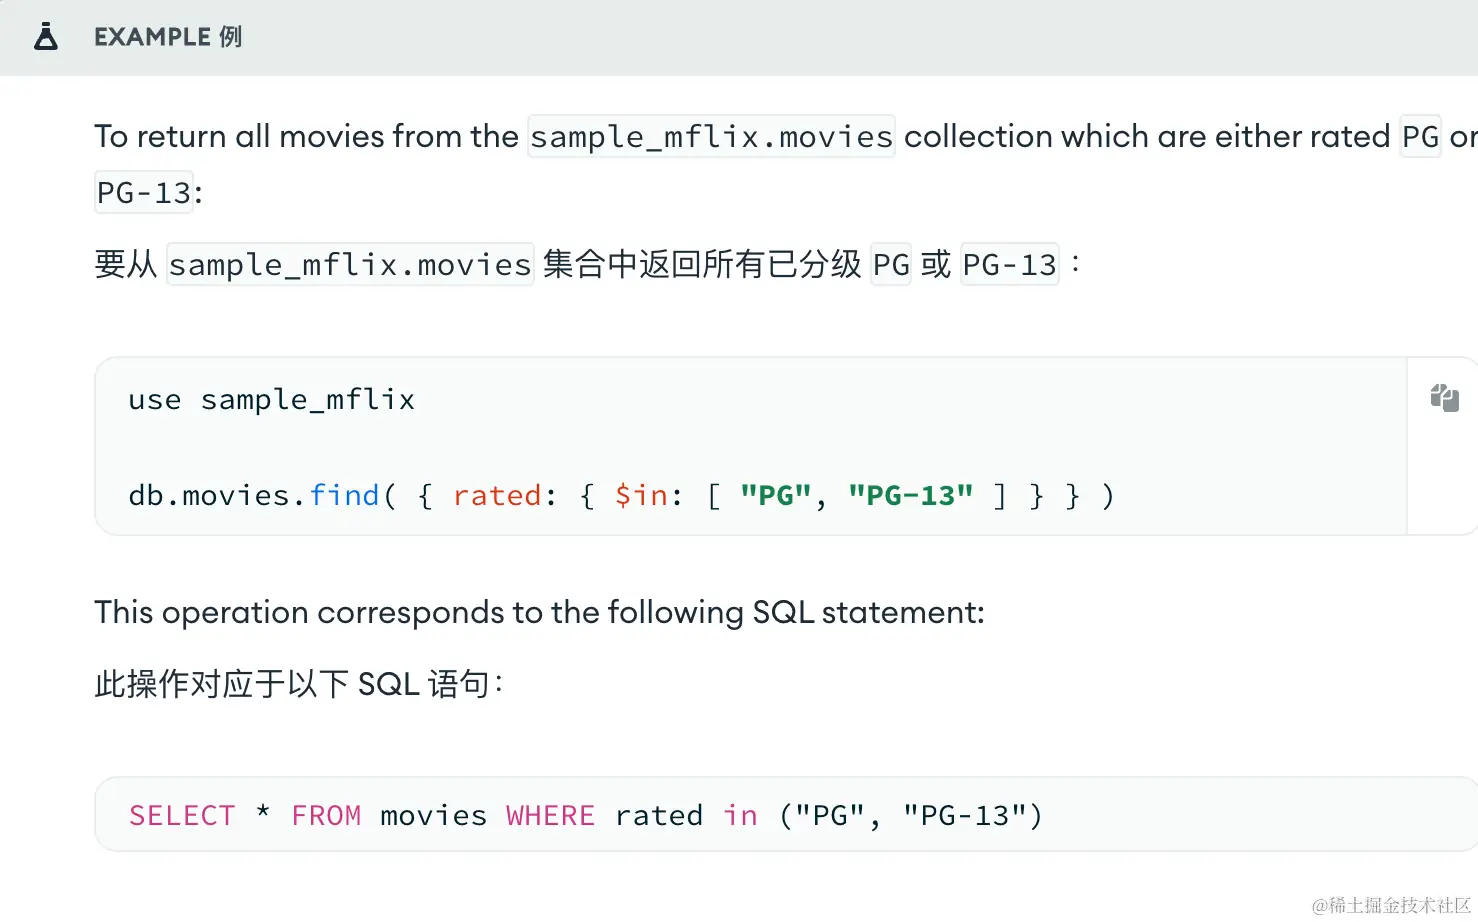 EXAMPLE 例
To return all movies from the sample_mflix.movies collection which are either rated PG or
PG-13:
要从 sample_mflix.movies 集合中返回所有已分级 PG 或 PG-13 :
use sample_mflix
db.movies.find( { rated: { $in: [ "PG", "PG-13" ] } } )
This operation corresponds to the following SQL statement:
此操作对应于以下 SQL 语句:
SELECT * FROM movies WHERE rated in ("PG", "PG-13")
@稀土掘金技术社区